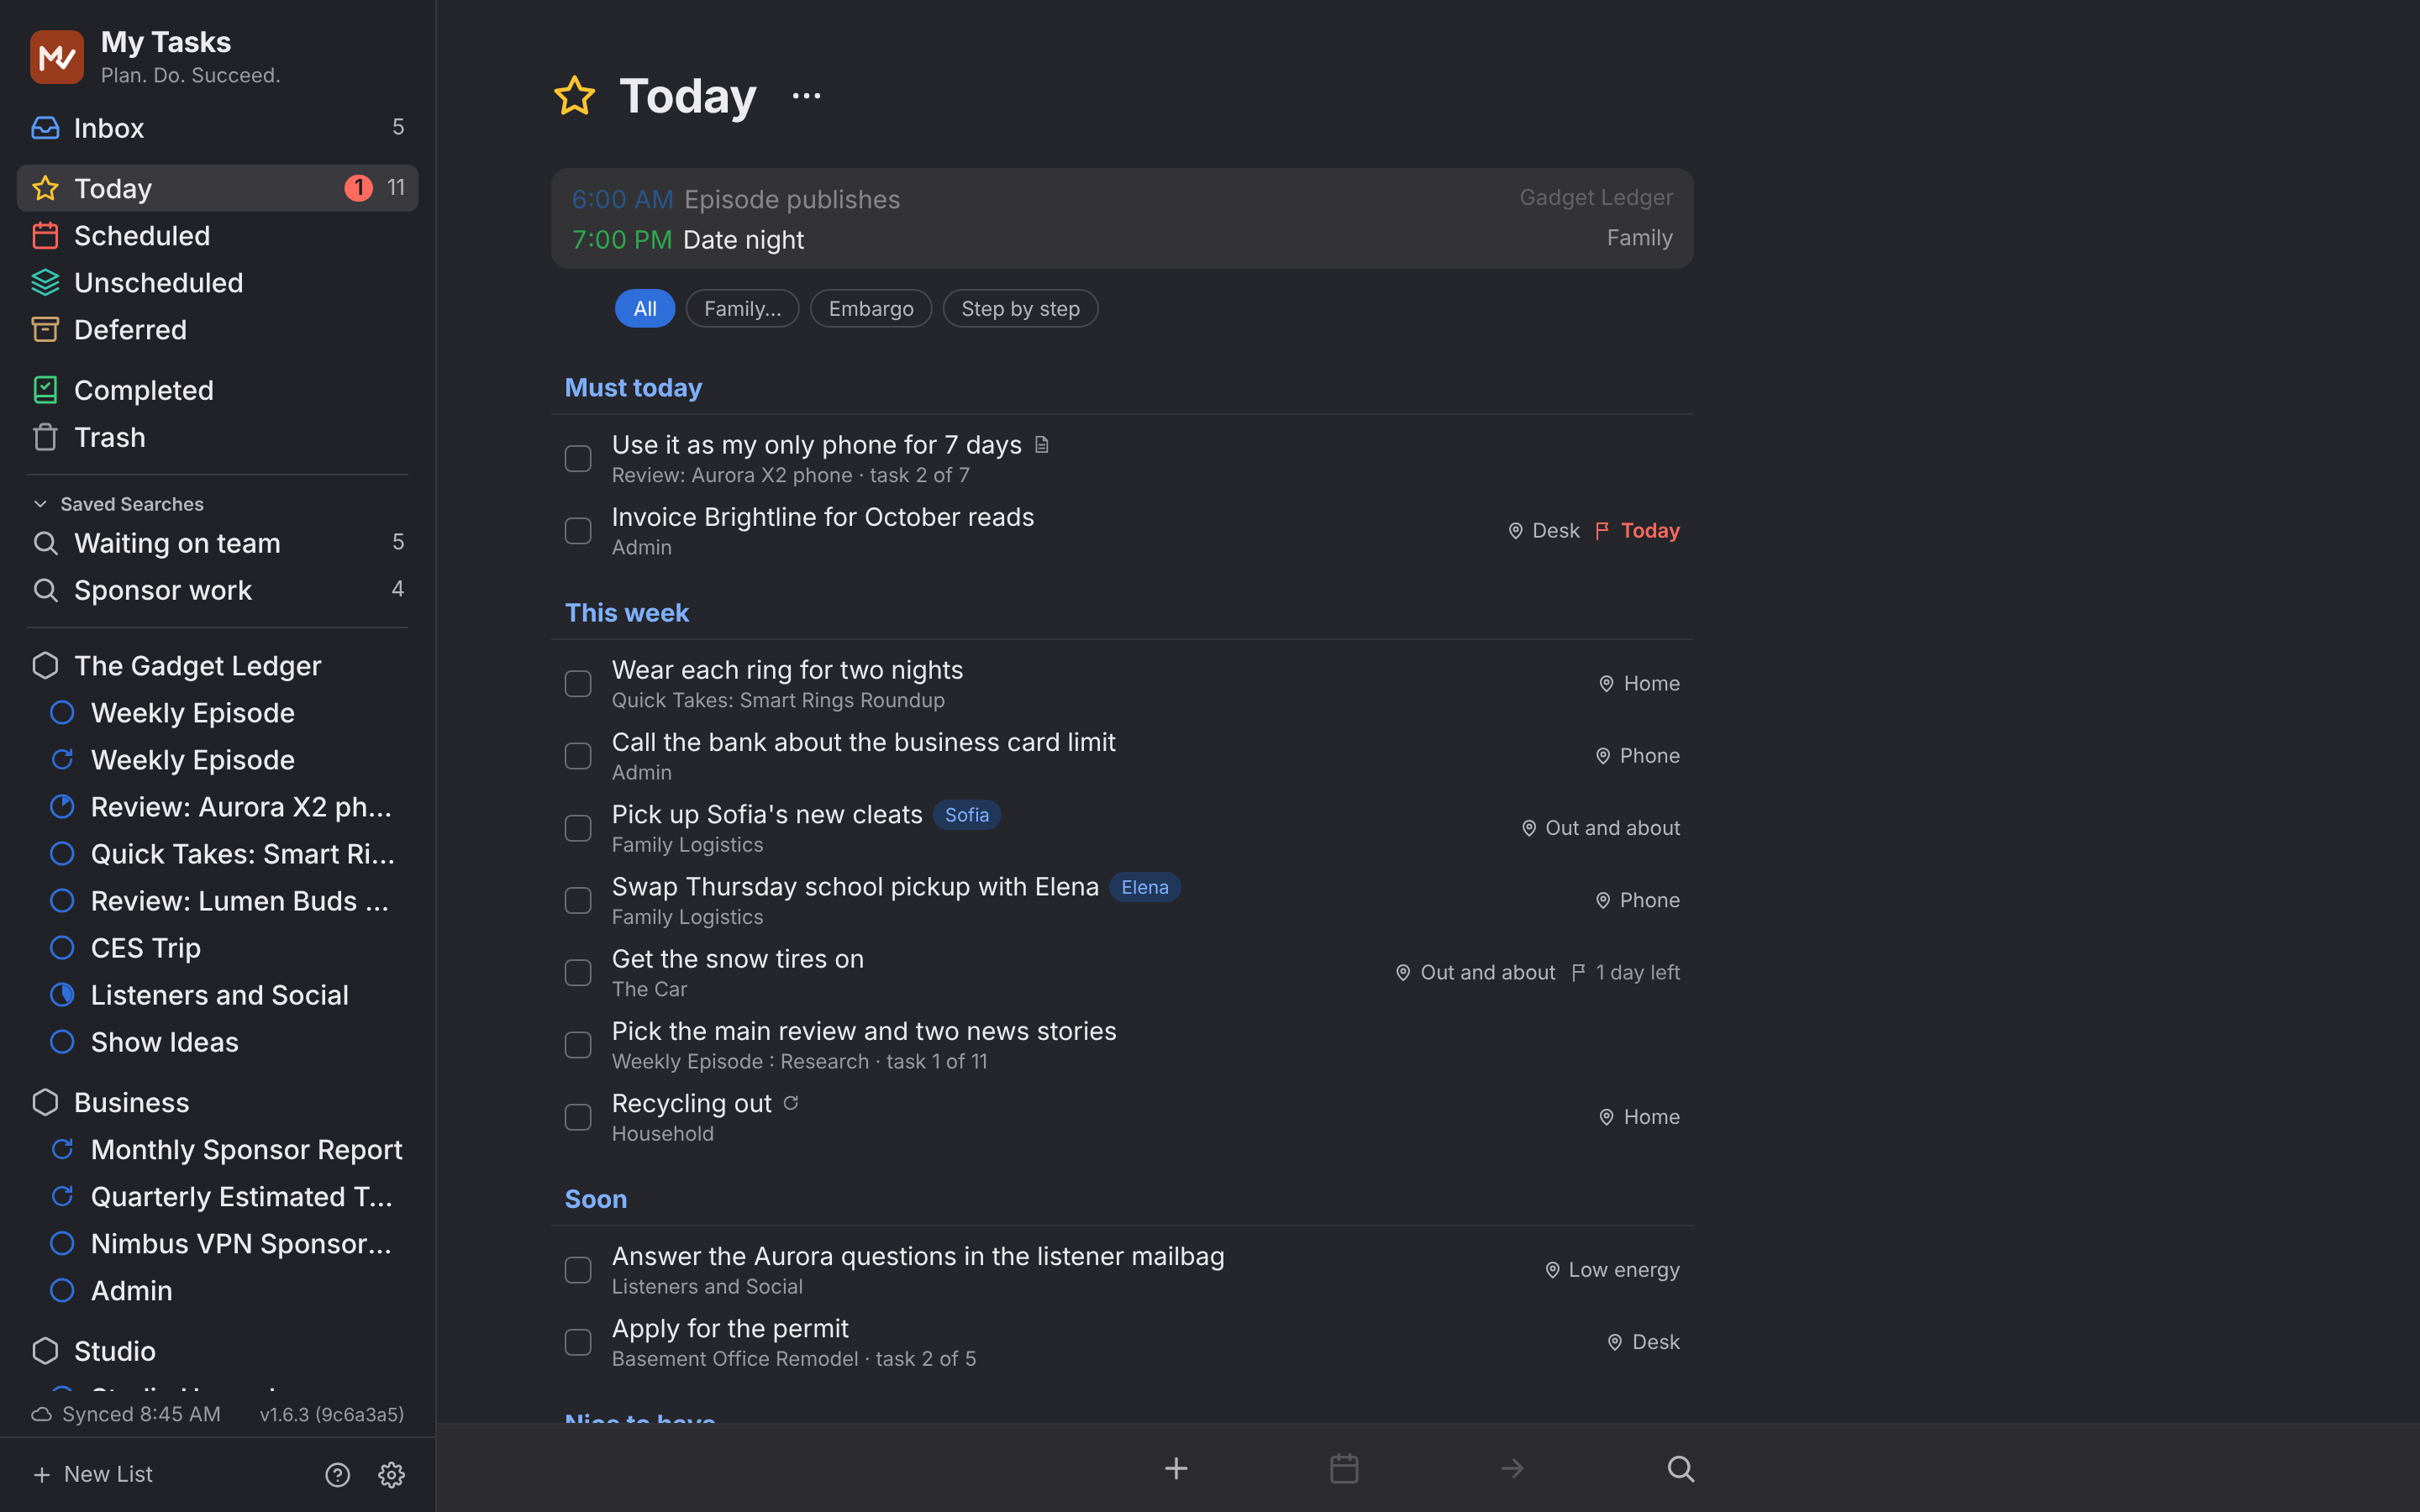 My Tasks
Plan. Do. Succeed.
Inbox 5
Today 1 11
Scheduled
Unscheduled
Deferred
Completed
Trash
Saved Searches
Waiting on team 5
Sponsor work 4
The Gadget Ledger
Weekly Episode
Weekly Episode
Review: Aurora X2 ph...
Quick Takes: Smart Ri...
Review: Lumen Buds ...
CES Trip
Listeners and Social
Show Ideas
Business
Monthly Sponsor Report
Quarterly Estimated T...
Nimbus VPN Sponsor...
Admin
Studio
Synced 8:45 AM v1.6.3 (9c6a3a5)
New List
Today
6:00 AM Episode publishes Gadget Ledger
7:00 PM Date night Family
All Family... Embargo Step by step
Must today
Use it as my only phone for 7 days
Review: Aurora X2 phone · task 2 of 7
Invoice Brightline for October reads Desk Today
Admin
This week
Wear each ring for two nights Home
Quick Takes: Smart Rings Roundup
Call the bank about the business card limit Phone
Admin
Pick up Sofia's new cleats Sofia Out and about
Family Logistics
Swap Thursday school pickup with Elena Elena Phone
Family Logistics
Get the snow tires on Out and about 1 day left
The Car
Pick the main review and two news stories
Weekly Episode : Research · task 1 of 11
Recycling out Home
Household
Soon
Answer the Aurora questions in the listener mailbag Low energy
Listeners and Social
Apply for the permit Desk
Basement Office Remodel · task 2 of 5
Nice to have